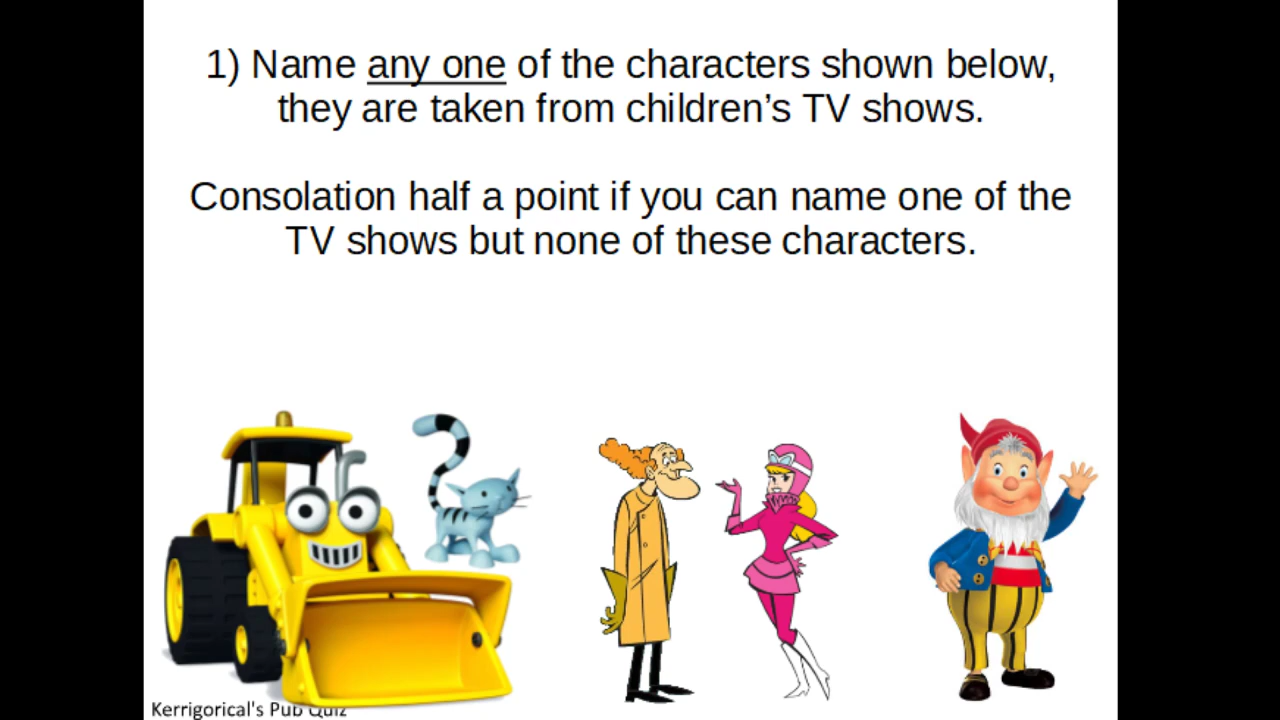 1) Name any one of the characters shown below,
they are taken from children’s TV shows.
Consolation half a point if you can name one of the
TV shows but none of these characters.
Kerrigorical's Pub Quiz